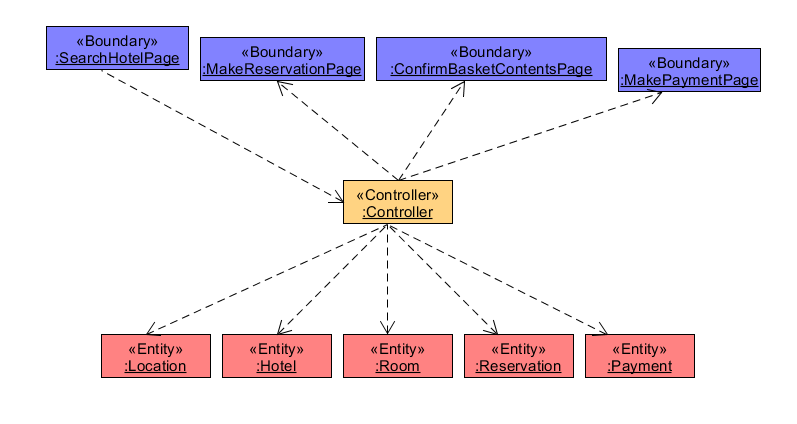 «Boundary»
:SearchHotelPage
«Boundary»
:MakeReservationPage
«Boundary»
:ConfirmBasketContentsPage
«Boundary»
:MakePaymentPage
«Controller»
:Controller
«Entity»
:Location
«Entity»
:Hotel
«Entity»
:Room
«Entity»
:Reservation
«Entity»
:Payment